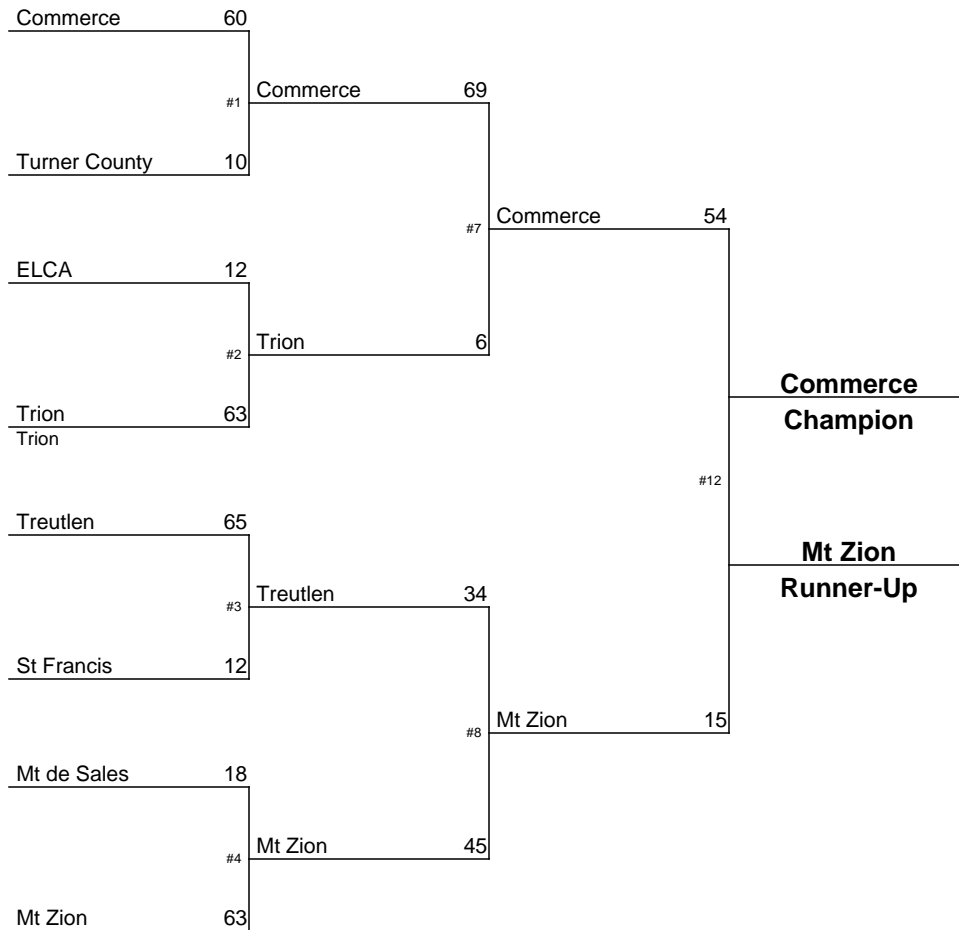 Commerce 60
#1 Commerce 69
Turner County 10
#7 Commerce 54
ELCA 12
#2 Trion 6
Trion 63
Trion
Commerce
Champion
#12
Treutlen 65
Mt Zion
Runner-Up
#3 Treutlen 34
St Francis 12
#8 Mt Zion 15
Mt de Sales 18
#4 Mt Zion 45
Mt Zion 63